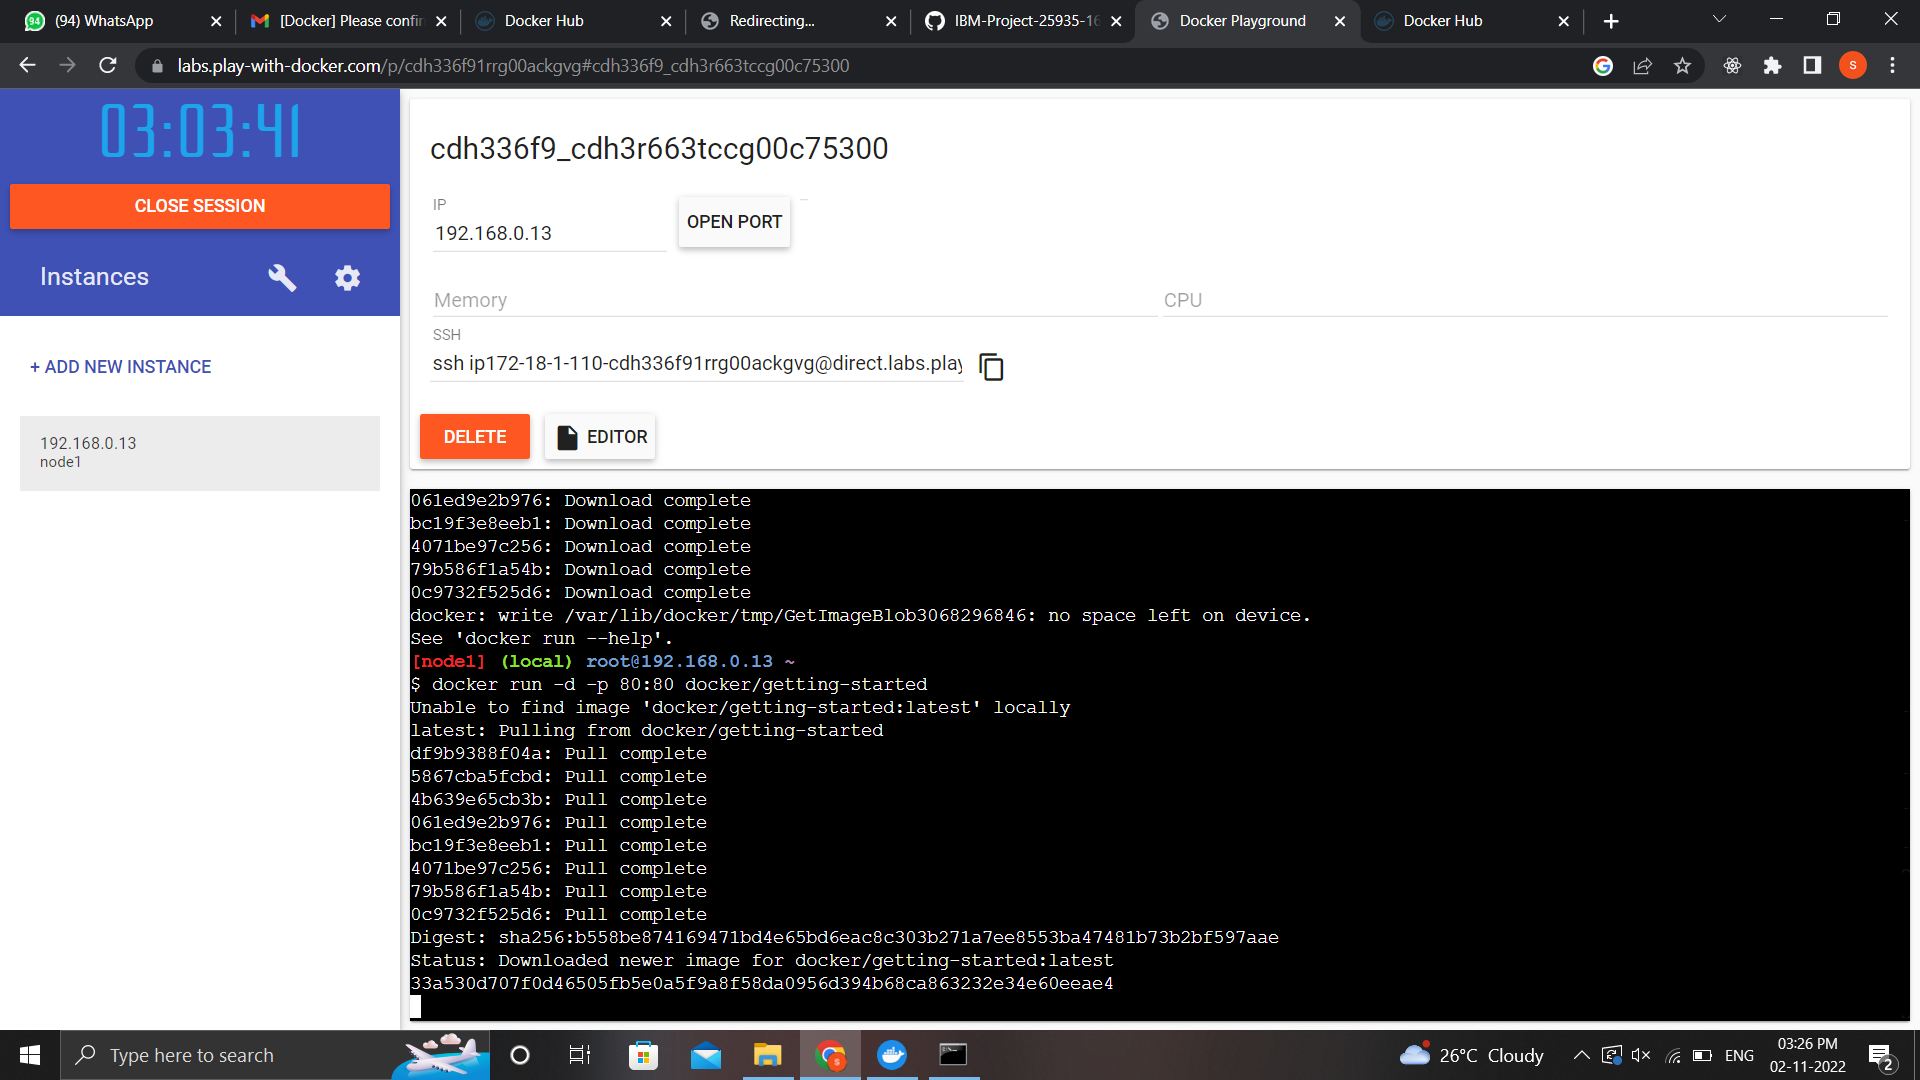 (94) WhatsApp
[Docker] Please confir
Docker Hub
Redirecting...
IBM-Project-25935-16
Docker Playground
Docker Hub
labs.play-with-docker.com/p/cdh336f91rrg00ackgvg#cdh336f9_cdh3r663tccg00c75300
S
03:03:41
CLOSE SESSION
Instances
+ ADD NEW INSTANCE
192.168.0.13
node1
cdh336f9_cdh3r663tccg00c75300
IP
192.168.0.13
OPEN PORT
Memory
CPU
SSH
ssh ip172-18-1-110-cdh336f91rrg00ackgvg@direct.labs.play
DELETE
EDITOR
061ed9e2b976: Download complete
bc19f3e8eeb1: Download complete
4071be97c256: Download complete
79b586f1a54b: Download complete
0c9732f525d6: Download complete
docker: write /var/lib/docker/tmp/GetImageBlob3068296846: no space left on device.
See 'docker run --help'.
[node1] (local) root@192.168.0.13 ~
$ docker run -d -p 80:80 docker/getting-started
Unable to find image 'docker/getting-started:latest' locally
latest: Pulling from docker/getting-started
df9b9388f04a: Pull complete
5867cba5fcbd: Pull complete
4b639e65cb3b: Pull complete
061ed9e2b976: Pull complete
bc19f3e8eeb1: Pull complete
4071be97c256: Pull complete
79b586f1a54b: Pull complete
0c9732f525d6: Pull complete
Digest: sha256:b558be874169471bd4e65bd6eac8c303b271a7ee8553ba47481b73b2bf597aae
Status: Downloaded newer image for docker/getting-started:latest
33a530d707f0d46505fb5e0a5f9a8f58da0956d394b68ca863232e34e60eeae4
Type here to search
26°C Cloudy
ENG
03:26 PM
02-11-2022
2